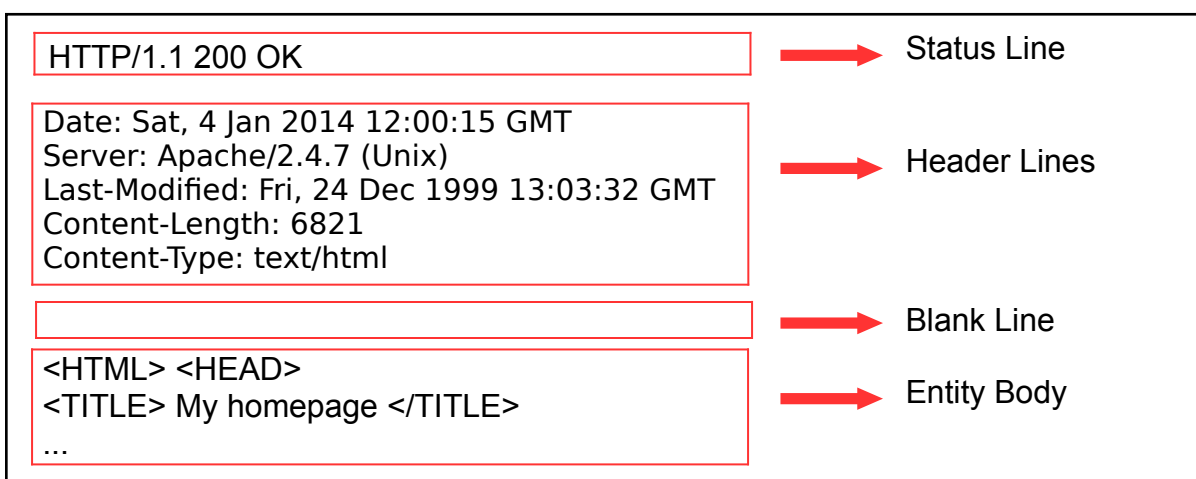 HTTP/1.1 200 OK
Status Line
Date: Sat, 4 Jan 2014 12:00:15 GMT
Server: Apache/2.4.7 (Unix)
Last-Modified: Fri, 24 Dec 1999 13:03:32 GMT
Content-Length: 6821
Content-Type: text/html
Header Lines
Blank Line
<HTML> <HEAD>
<TITLE> My homepage </TITLE>
...
Entity Body